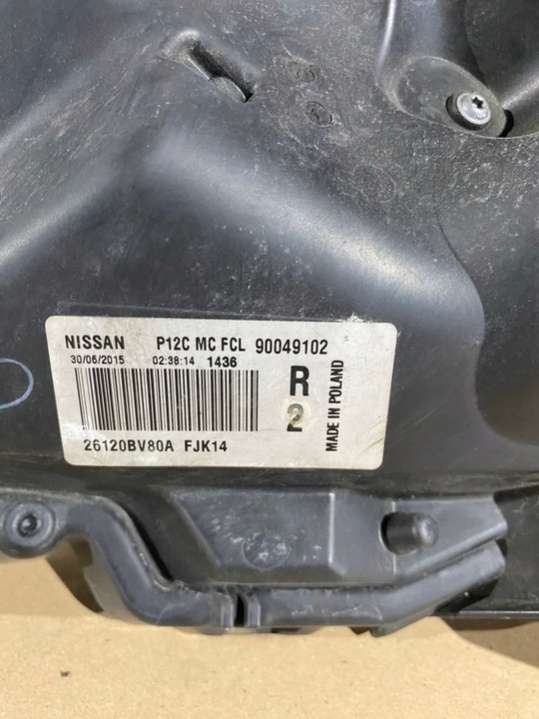 NISSAN P12C MC FCL 90049102
30/06/2015 02:38:14 1436
R
2
MADE IN POLAND
26120BV80A FJK14